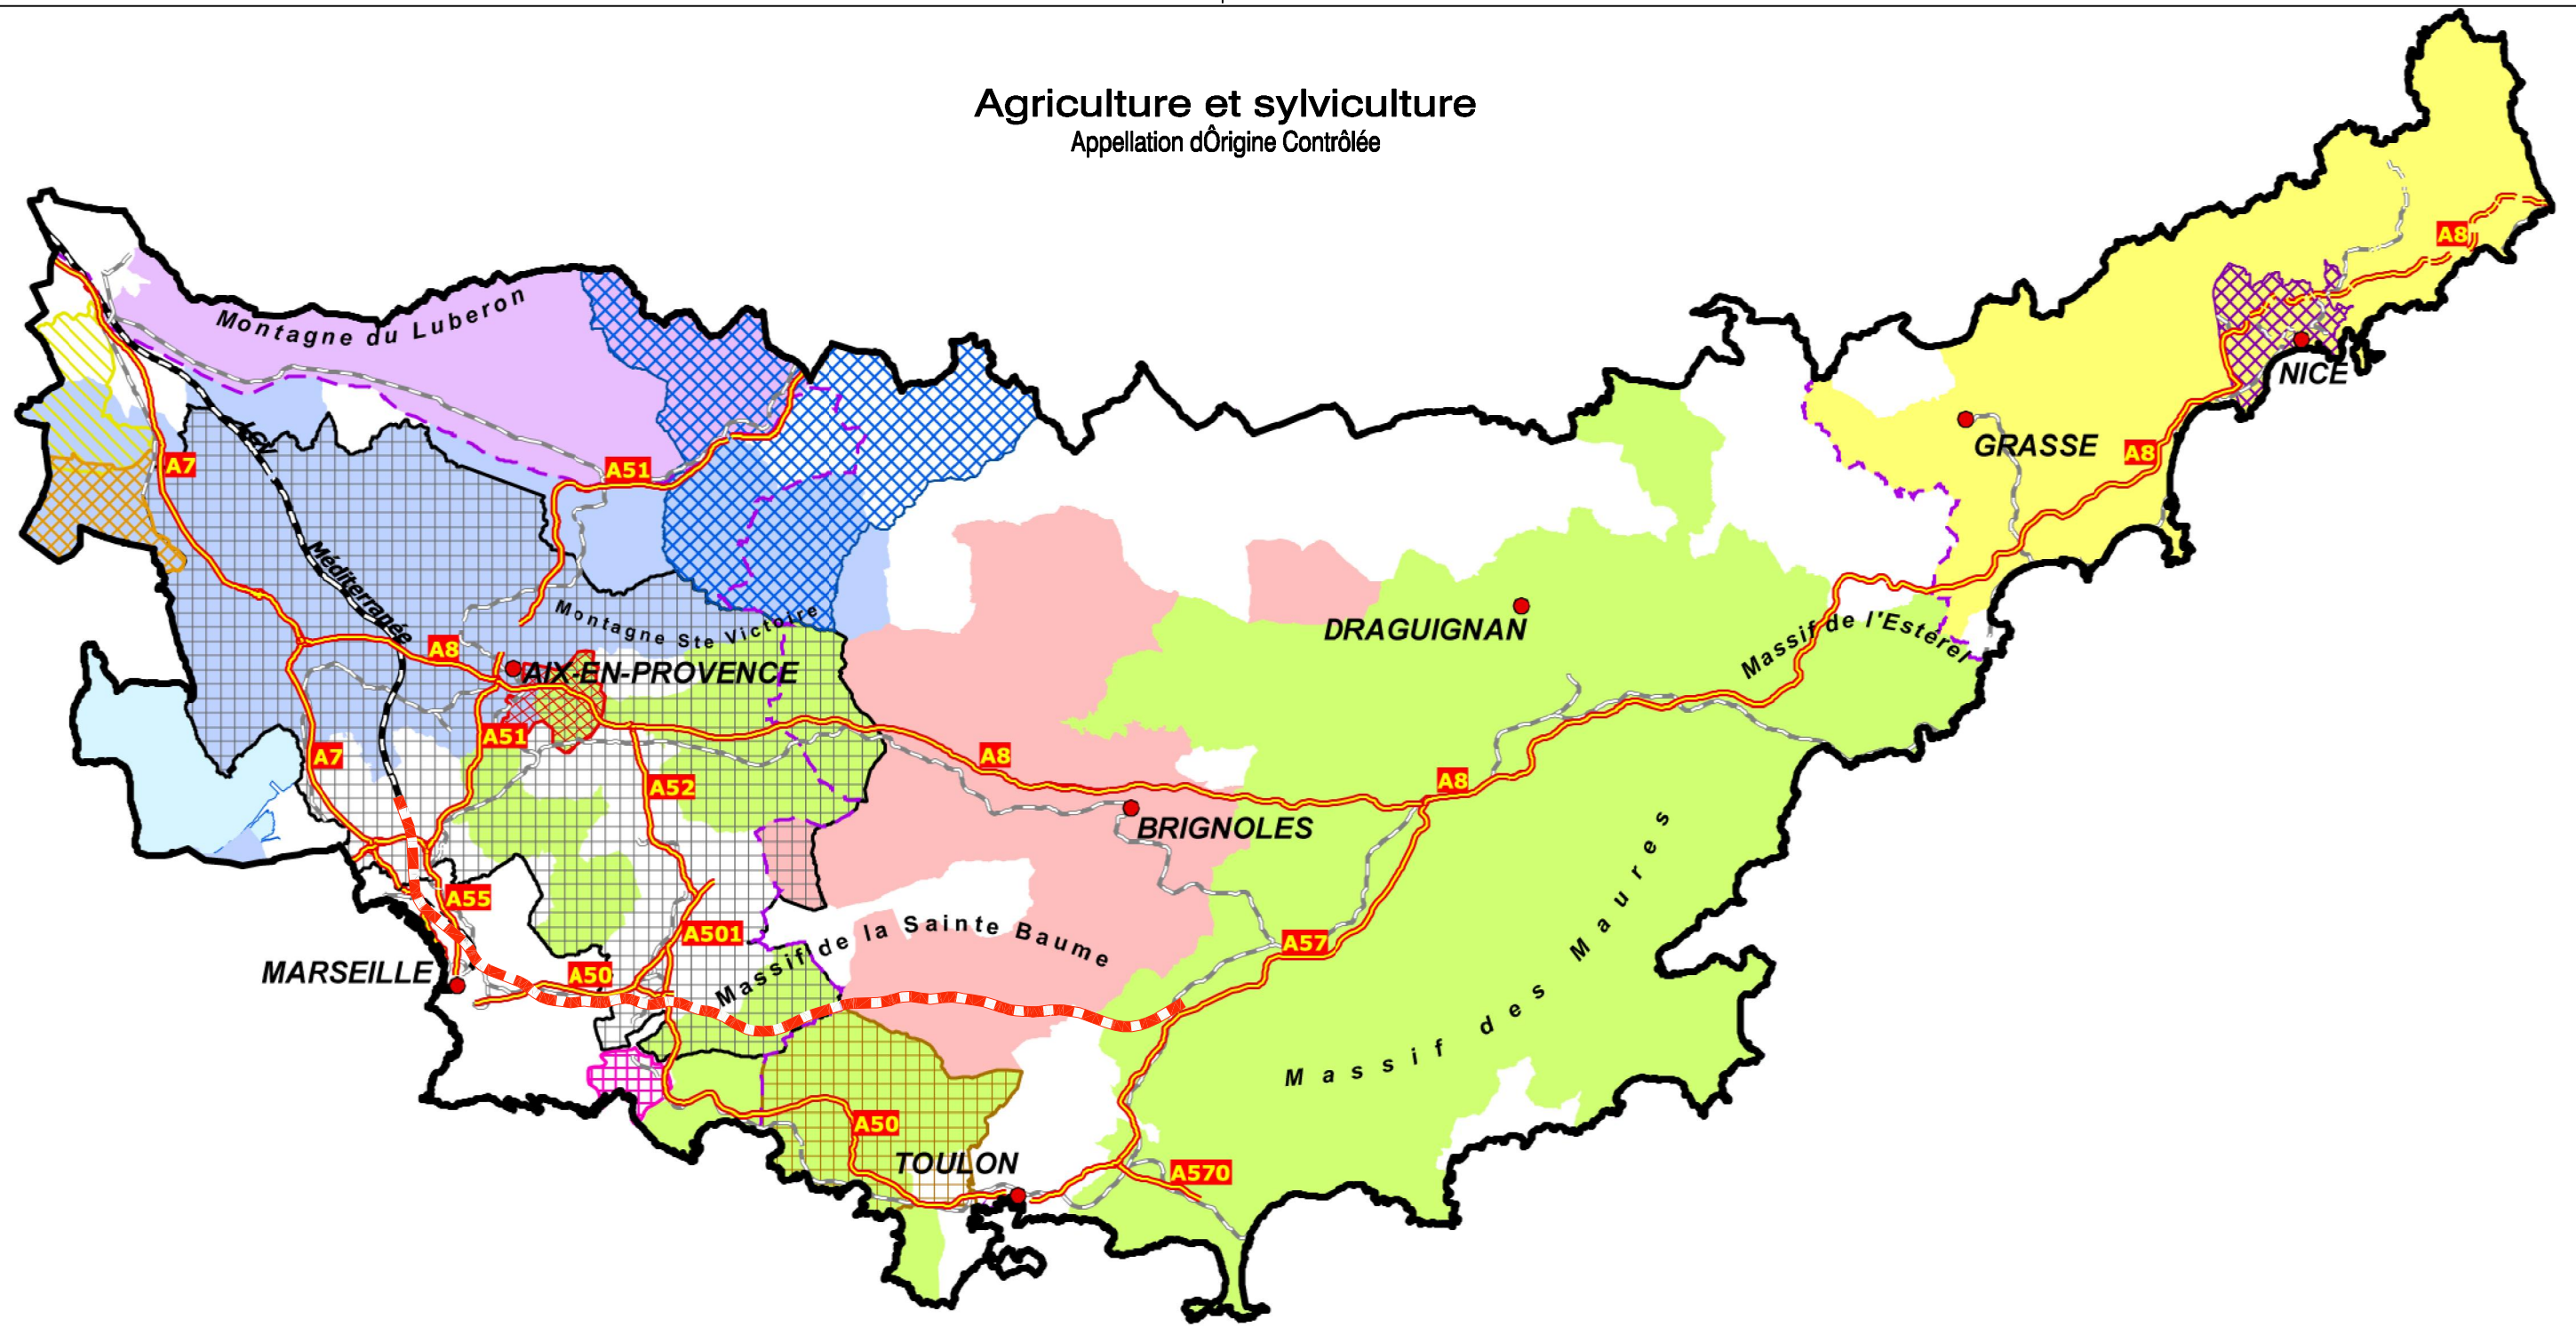 Agriculture et sylviculture
Appellation dÔrigine Contrôlée
A8
Montagne du Luberon
NICE
GRASSE
A8
LGV
Méditerranée
A7
A51
Montagne Ste Victoire
DRAGUIGNAN
Massif de l'Estérel
A8
AIX-EN-PROVENCE
A51
A7
A8
A52
A8
BRIGNOLES
A55
A501
Massif de la Sainte Baume
A57
Massif des Maures
MARSEILLE
A50
A50
TOULON
A570